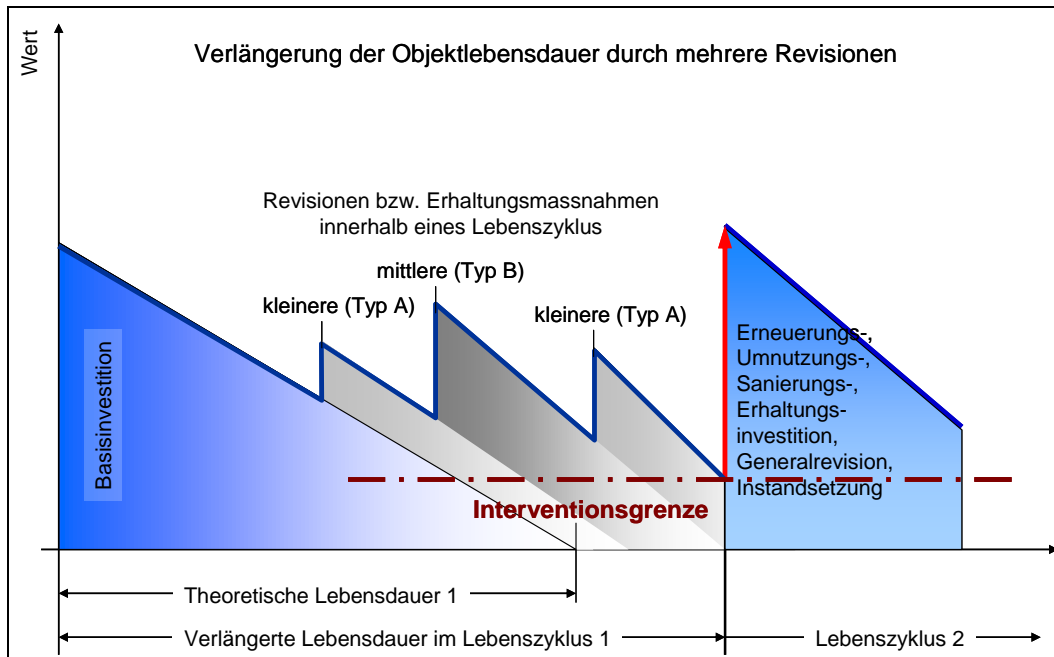 Wert
Verlängerung der Objektlebensdauer durch mehrere Revisionen
Revisionen bzw. Erhaltungsmassnahmen
innerhalb eines Lebenszyklus
mittlere (Typ B)
kleinere (Typ A)
kleinere (Typ A)
Basisinvestition
Erneuerungs-,
Umnutzungs-,
Sanierungs-,
Erhaltungs-
investition,
Generalrevision,
Instandsetzung
Interventionsgrenze
Theoretische Lebensdauer 1
Verlängerte Lebensdauer im Lebenszyklus 1
Lebenszyklus 2